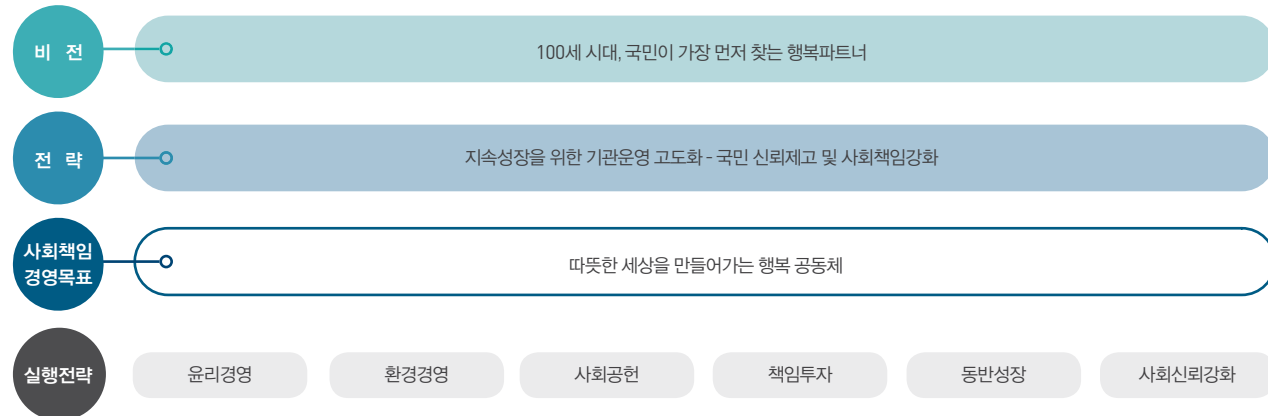 비 전
100세 시대, 국민이 가장 먼저 찾는 행복파트너
전 략
지속성장을 위한 기관운영 고도화 - 국민 신뢰제고 및 사회책임강화
사회책임
경영목표
따뜻한 세상을 만들어가는 행복 공동체
실행전략
윤리경영
환경경영
사회공헌
책임투자
동반성장
사회신뢰강화